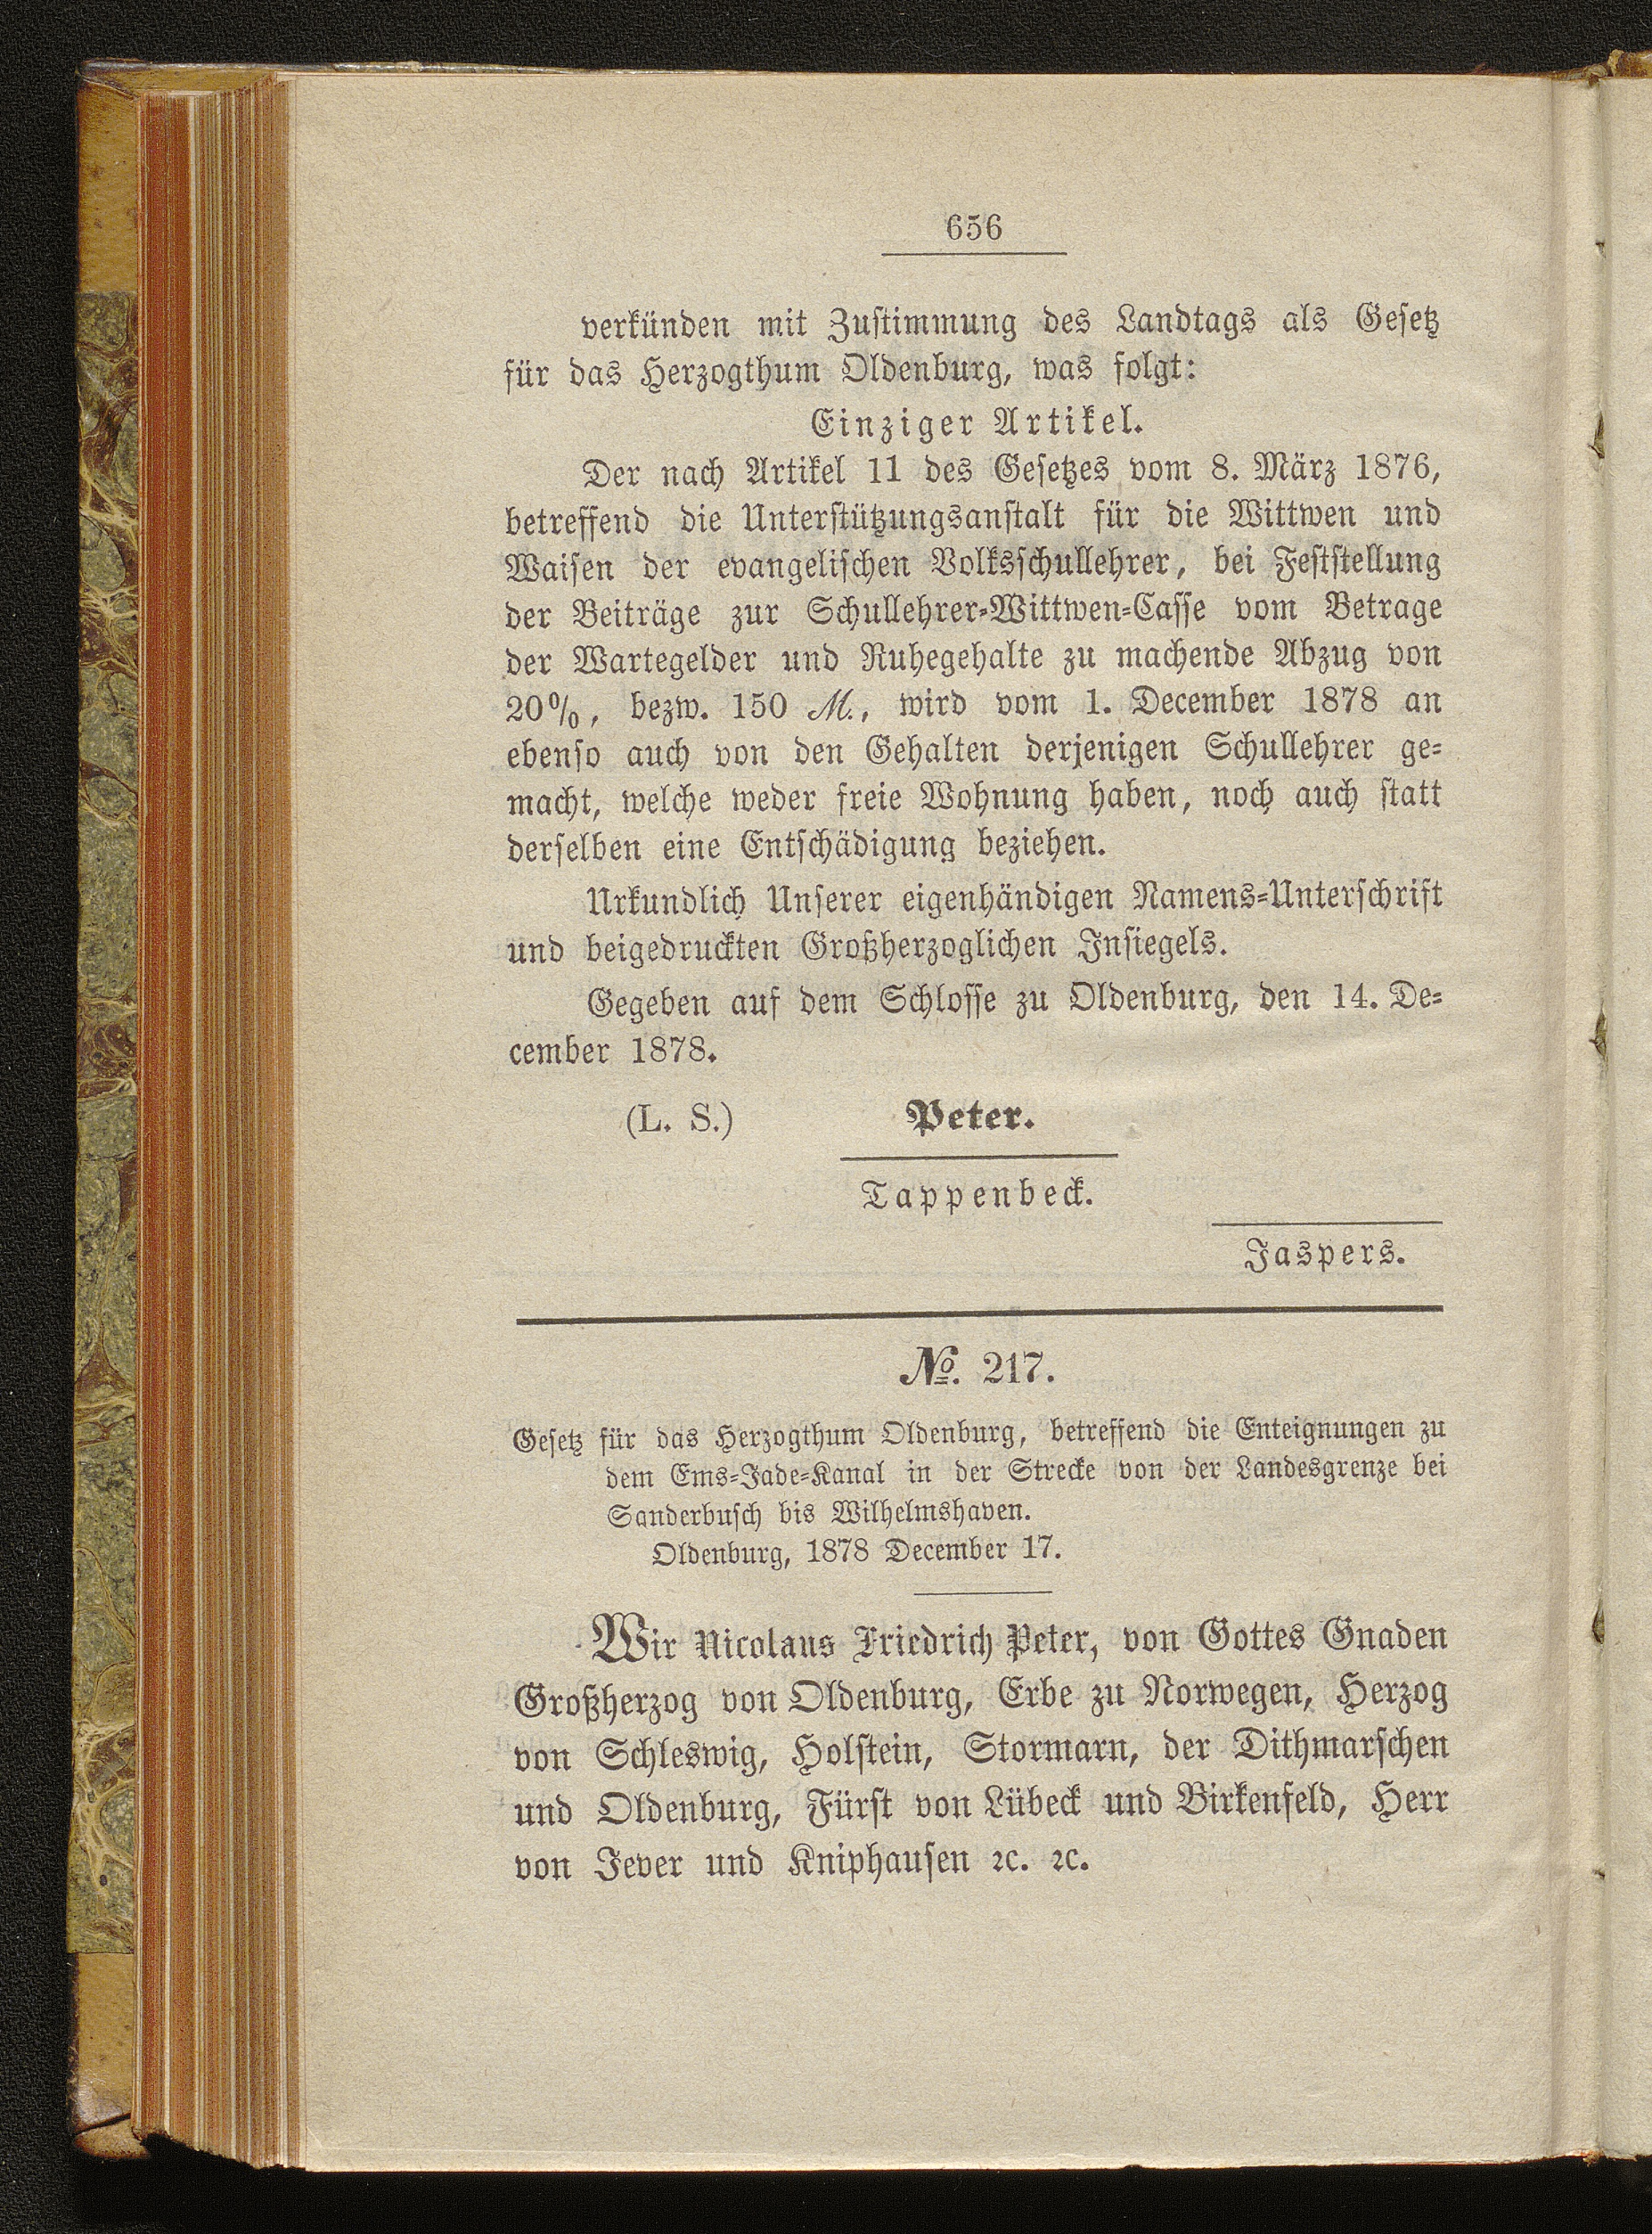 656
verkünden mit Zustimmung des Landtags als Gesetz
für das Herzogthum Oldenburg, was folgt:
Einziger Artikel.
Der nach Artikel 11 des Gesetzes vom 8. März 1876,
betreffend die Unterstützungsanstalt für die Wittwen und
Waisen der evangelischen Volksschullehrer, bei Feststellung
der Beiträge zur Schullehrer-Wittwen-Casse vom Betrage
der Wartegelder und Ruhegehalte zu machende Abzug von
20%, bezw. 150 M., wird vom 1. December 1878 an
ebenso auch von den Gehalten derjenigen Schullehrer ge-
macht, welche weder freie Wohnung haben, noch auch statt
derselben eine Entschädigung beziehen.
Urkundlich Unserer eigenhändigen Namens-Unterschrift
und beigedruckten Großherzoglichen Insiegels.
Gegeben auf dem Schlosse zu Oldenburg, den 14. De-
cember 1878.
(L. S.) Peter.
Tappenbeck.
Jaspers.
№. 217.
Gesetz für das Herzogthum Oldenburg, betreffend die Enteignungen zu
dem Ems-Jade-Kanal in der Strecke von der Landesgrenze bei
Sanderbusch bis Wilhelmshaven.
Oldenburg, 1878 December 17.
Wir Nicolaus Friedrich Peter, von Gottes Gnaden
Großherzog von Oldenburg, Erbe zu Norwegen, Herzog
von Schleswig, Holstein, Stormarn, der Dithmarschen
und Oldenburg, Fürst von Lübeck und Birkenfeld, Herr
von Jever und Kniphausen ꝛc. ꝛc.